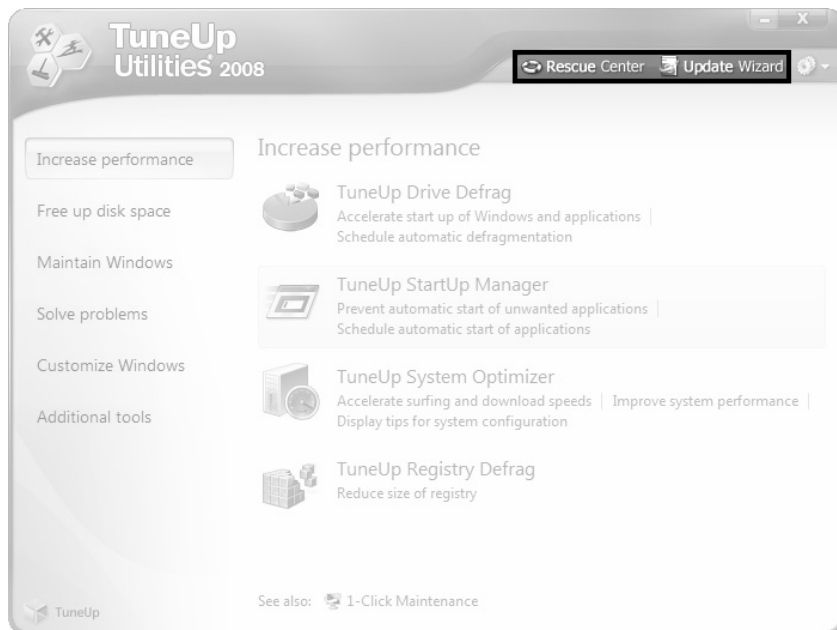 TuneUp
Utilities® 2008
Rescue Center Update Wizard
Increase performance
Free up disk space
Maintain Windows
Solve problems
Customize Windows
Additional tools
Increase performance
TuneUp Drive Defrag
Accelerate start up of Windows and applications
Schedule automatic defragmentation
TuneUp StartUp Manager
Prevent automatic start of unwanted applications
Schedule automatic start of applications
TuneUp System Optimizer
Accelerate surfing and download speeds Improve system performance
Display tips for system configuration
TuneUp Registry Defrag
Reduce size of registry
See also: 1-Click Maintenance
TuneUp